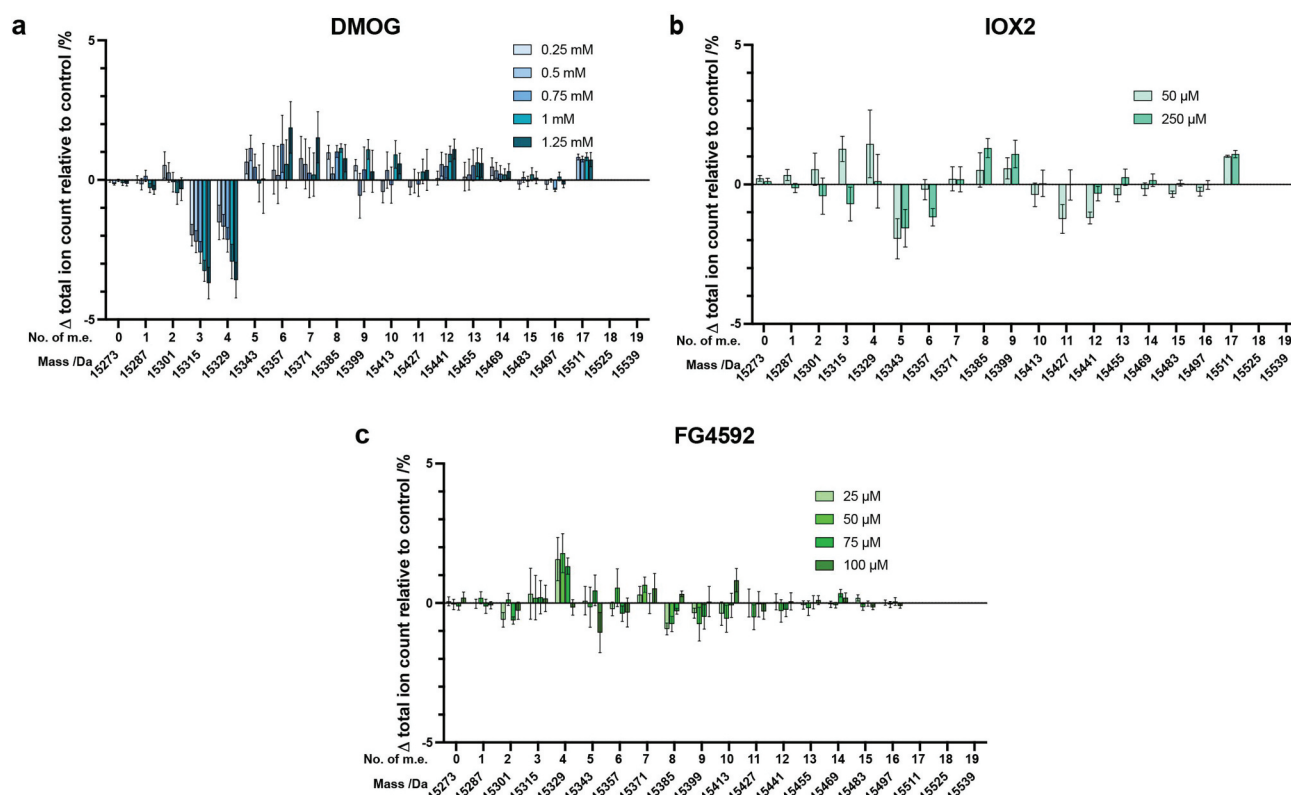 a
DMOG
Δ total ion count relative to control /%
5
0
-5
0.25 mM
0.5 mM
0.75 mM
1 mM
1.25 mM
No. of m.e. 0 1 2 3 4 5 6 7 8 9 10 11 12 13 14 15 16 17 18 19
Mass /Da 15273 15287 15301 15315 15329 15343 15357 15371 15385 15399 15413 15427 15441 15455 15469 15483 15497 15511 15525 15539
b
IOX2
Δ total ion count relative to control /%
5
0
-5
50 µM
250 µM
No. of m.e. 0 1 2 3 4 5 6 7 8 9 10 11 12 13 14 15 16 17 18 19
Mass /Da 15273 15287 15301 15315 15329 15343 15357 15371 15385 15399 15413 15427 15441 15455 15469 15483 15497 15511 15525 15539
c
FG4592
Δ total ion count relative to control /%
5
0
-5
25 µM
50 µM
75 µM
100 µM
No. of m.e. 0 1 2 3 4 5 6 7 8 9 10 11 12 13 14 15 16 17 18 19
Mass /Da 15273 15287 15301 15315 15329 15343 15357 15371 15385 15399 15413 15427 15441 15455 15469 15483 15497 15511 15525 15539